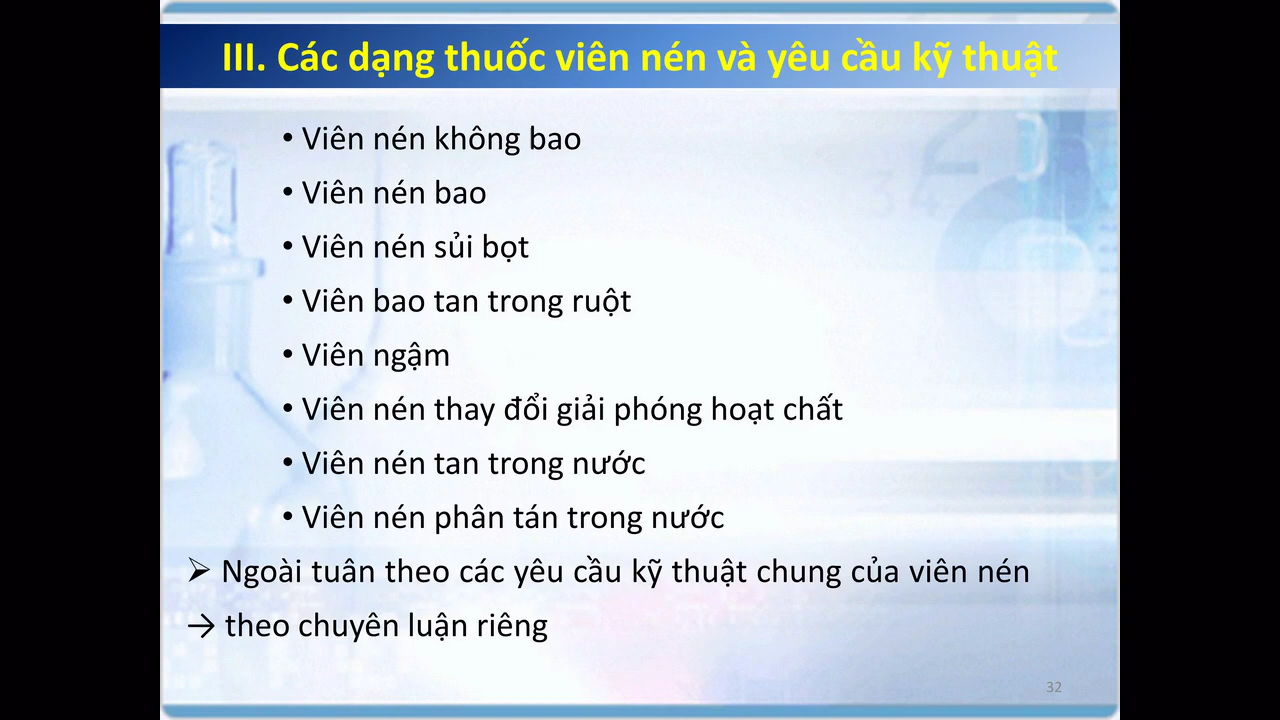 III. Các dạng thuốc viên nén và yêu cầu kỹ thuật
• Viên nén không bao
• Viên nén bao
• Viên nén sủi bọt
• Viên bao tan trong ruột
• Viên ngậm
• Viên nén thay đổi giải phóng hoạt chất
• Viên nén tan trong nước
• Viên nén phân tán trong nước
➢ Ngoài tuân theo các yêu cầu kỹ thuật chung của viên nén
→ theo chuyên luận riêng
32